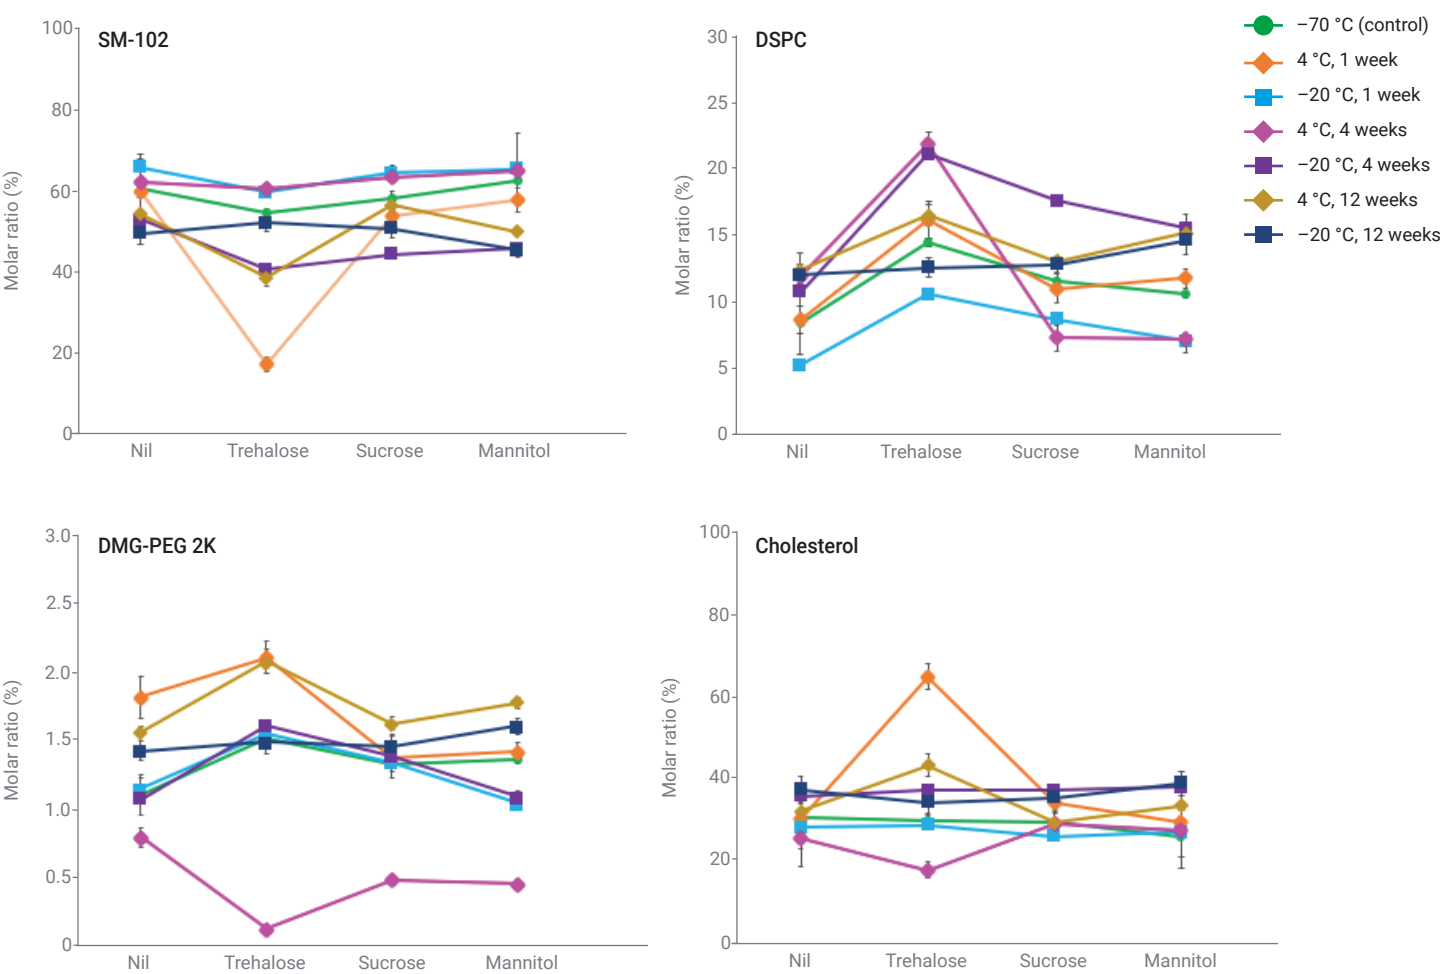 SM-102
100
80
60
40
20
0
Molar ratio (%)
Nil Trehalose Sucrose Mannitol
DSPC
30
25
20
15
10
5
0
Molar ratio (%)
Nil Trehalose Sucrose Mannitol
−70 °C (control)
4 °C, 1 week
−20 °C, 1 week
4 °C, 4 weeks
−20 °C, 4 weeks
4 °C, 12 weeks
−20 °C, 12 weeks
DMG-PEG 2K
3.0
2.5
2.0
1.5
1.0
0.5
0
Molar ratio (%)
Nil Trehalose Sucrose Mannitol
Cholesterol
100
80
60
40
20
0
Molar ratio (%)
Nil Trehalose Sucrose Mannitol